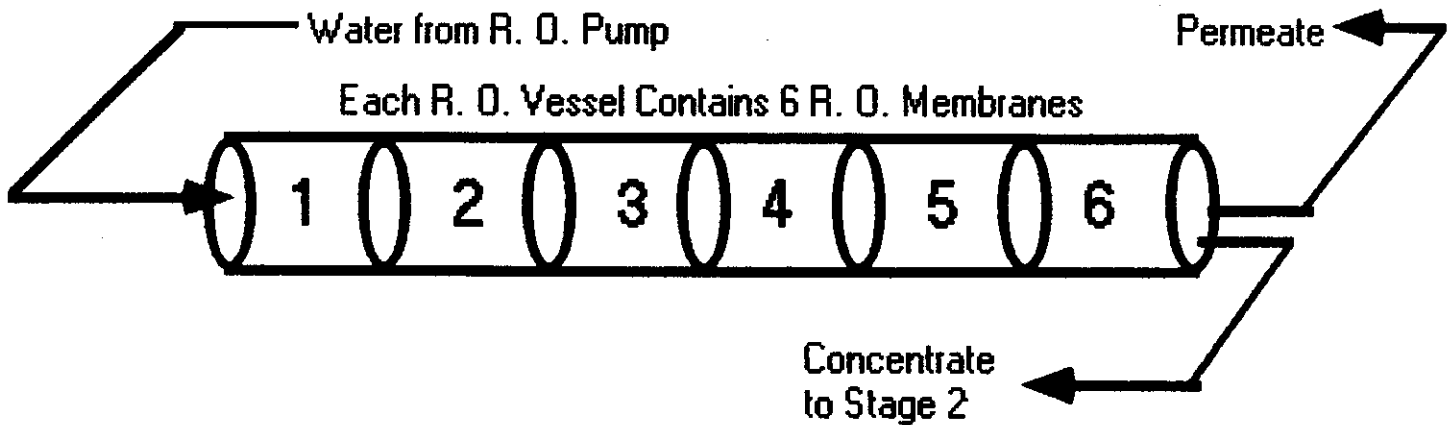 Water from R. O. Pump
Permeate
Each R. O. Vessel Contains 6 R. O. Membranes
1 2 3 4 5 6
Concentrate
to Stage 2